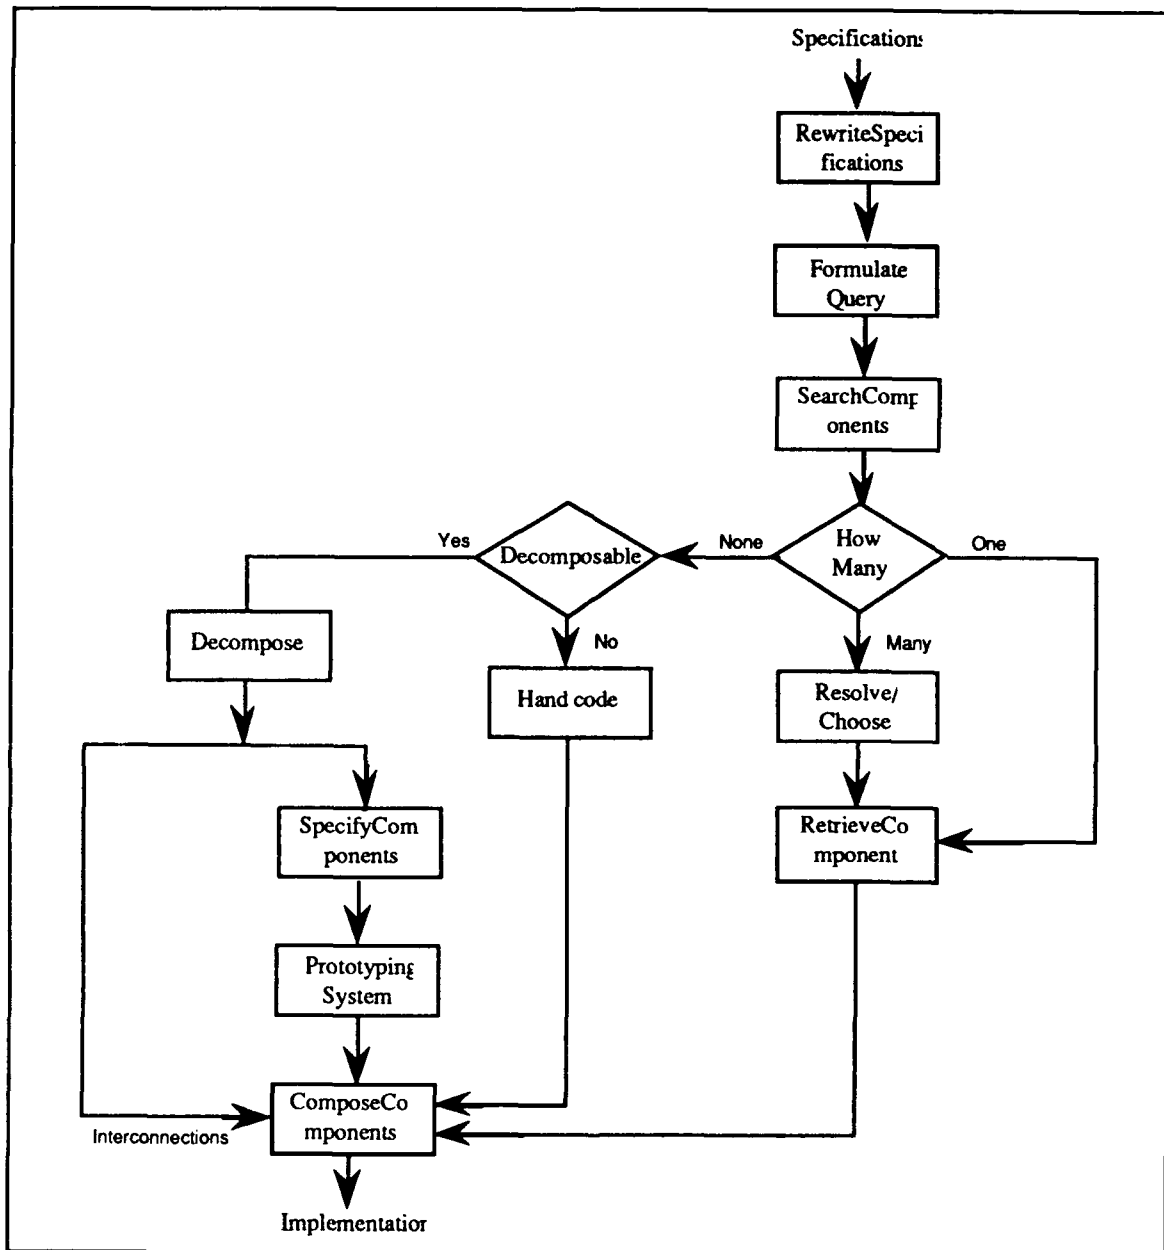 Specifications
RewriteSpeci
fications
Formulate
Query
SearchComp
onents
How
Many
None
One
Many
Decomposable
Yes
No
Decompose
Hand code
Resolve/
Choose
SpecifyCom
ponents
RetrieveCo
mponent
Prototyping
System
ComposeCo
mponents
Interconnections
Implementation